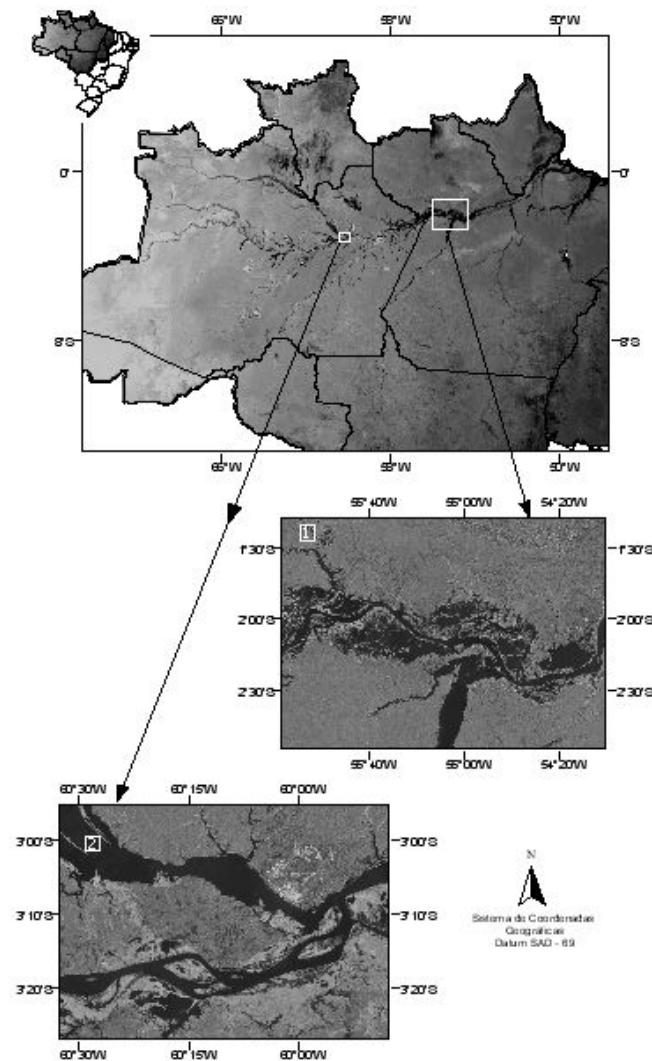 66°W 58°W 50°W
0° 0°
8°S 8°S
66°W 58°W 50°W
55°40'W 55°00'W 54°20'W
1
1°30'S 1°30'S
2°00'S 2°00'S
2°30'S 2°30'S
55°40'W 55°00'W 54°20'W
60°30'W 60°15'W 60°00'W
2
3°00'S 3°00'S
3°10'S 3°10'S
3°20'S 3°20'S
60°30'W 60°15'W 60°00'W
N
Sistema de Coordenadas
Geográficas
Datum SAD - 69